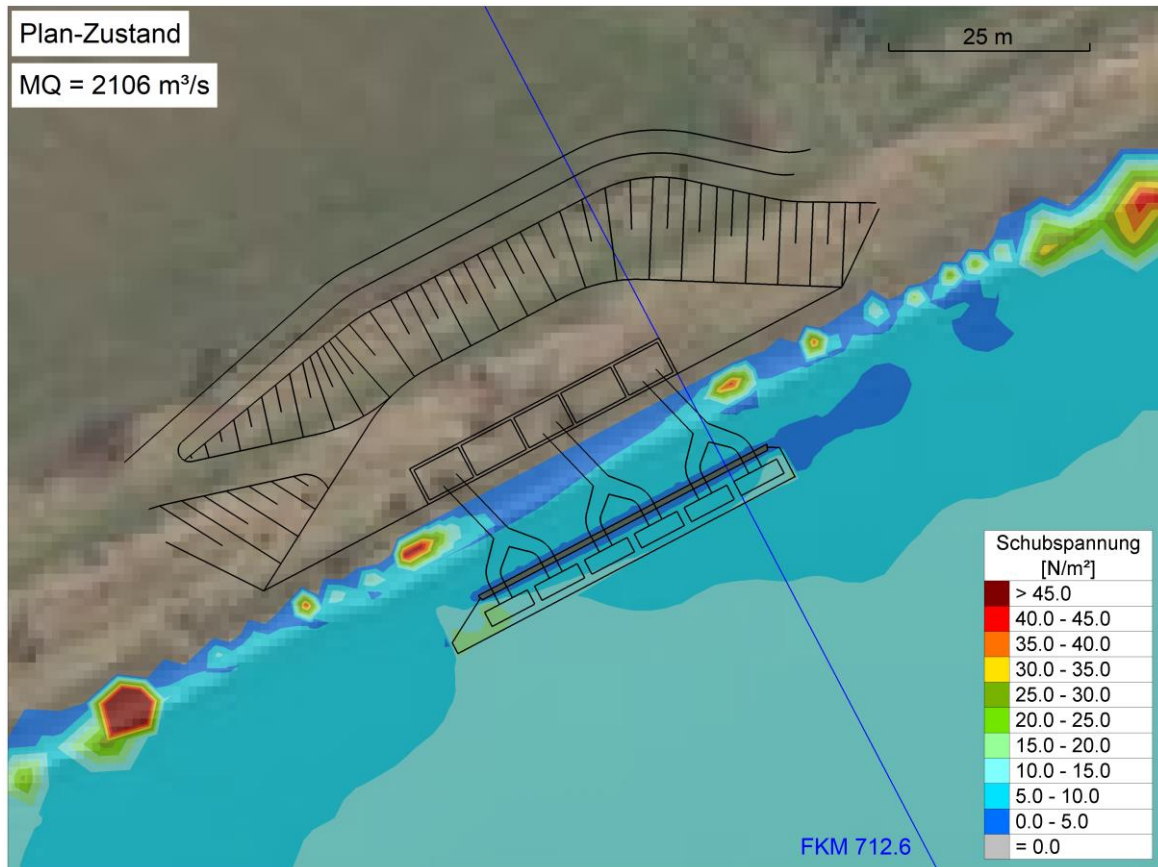 Plan-Zustand
MQ = 2106 m³/s
25 m
Schubspannung
[N/m²]
> 45.0
40.0 - 45.0
35.0 - 40.0
30.0 - 35.0
25.0 - 30.0
20.0 - 25.0
15.0 - 20.0
10.0 - 15.0
5.0 - 10.0
0.0 - 5.0
= 0.0
FKM 712.6